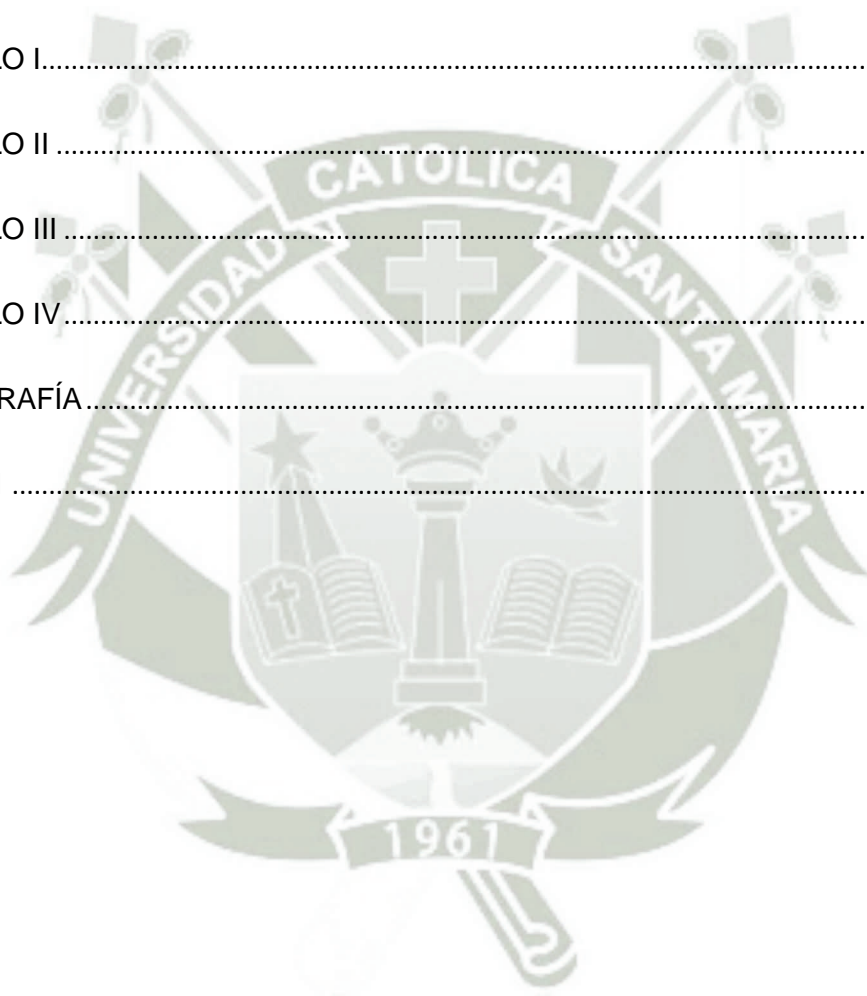 LO I.....................................................................................................
LO II ...................................................................................................
LO III ..................................................................................................
LO IV..................................................................................................
RAFÍA ...............................................................................................
........................................................................................................
UNIVERSIDAD CATOLICA SANTA MARIA
1961